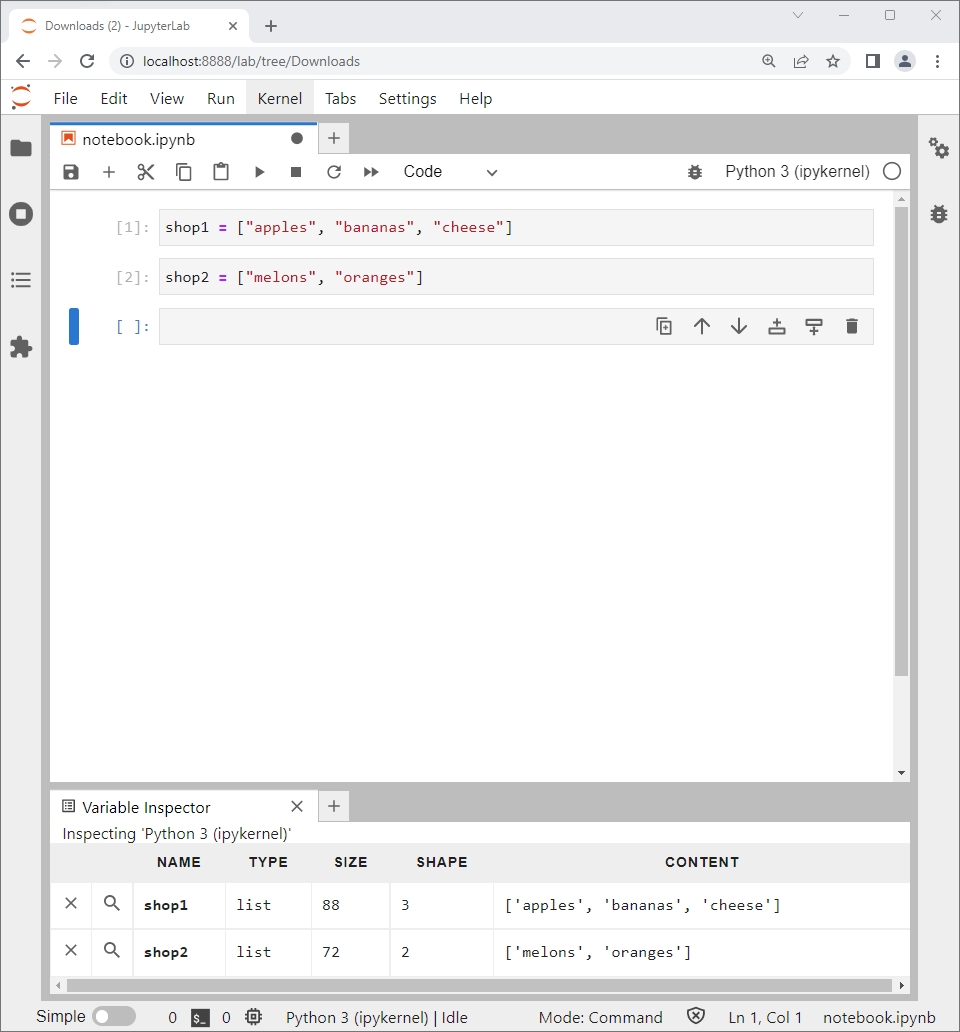 Downloads (2) - JupyterLab
localhost:8888/lab/tree/Downloads
File Edit View Run Kernel Tabs Settings Help
notebook.ipynb
Code Python 3 (ipykernel)
[1]: shop1 = ["apples", "bananas", "cheese"]
[2]: shop2 = ["melons", "oranges"]
[ ]:
Variable Inspector
Inspecting 'Python 3 (ipykernel)'
NAME TYPE SIZE SHAPE CONTENT
shop1 list 88 3 ['apples', 'bananas', 'cheese']
shop2 list 72 2 ['melons', 'oranges']
Simple 0 $_ 0 Python 3 (ipykernel) | Idle Mode: Command Ln 1, Col 1 notebook.ipynb